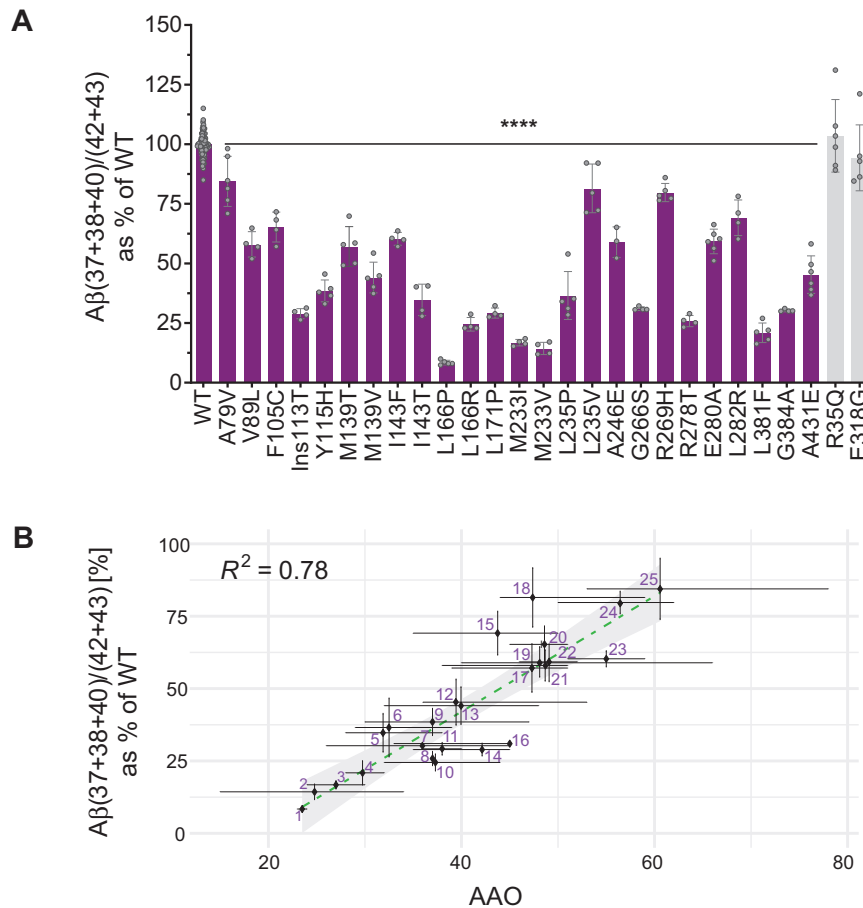 A
Aβ(37+38+40)/(42+43)
as % of WT
150
125
100
75
50
25
0
****
WT
A79V
V89L
F105C
Ins113T
Y115H
M139T
M139V
I143F
I143T
L166P
L166R
L171P
M233I
M233V
L235P
L235V
A246E
G266S
R269H
R278T
E280A
L282R
L381F
G384A
A431E
R35Q
E318G
B
Aβ(37+38+40)/(42+43) [%]
as % of WT
R² = 0.78
100
75
50
25
0
25
18
24
15
20
19
22
23
17
21
12
6
9
13
5
7
11
16
8
14
10
4
3
2
1
20
40
60
80
AAO